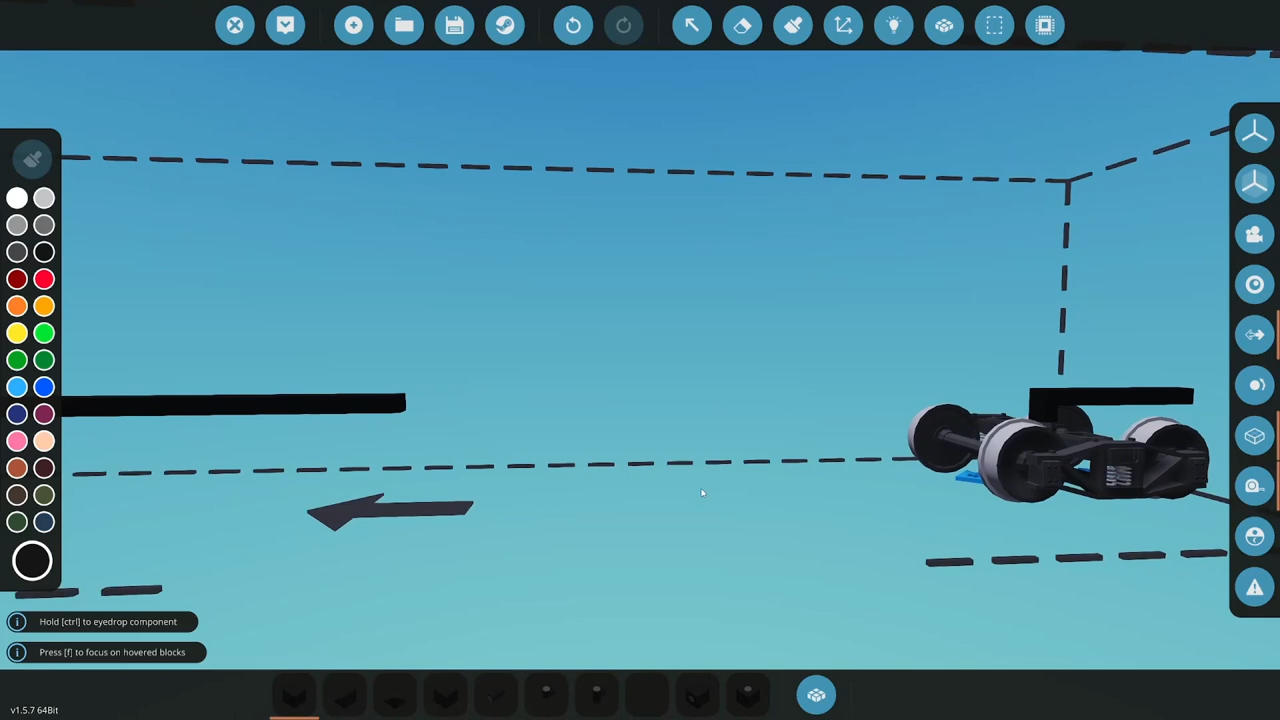 Hold [ctrl] to eyedrop component
Press [f] to focus on hovered blocks
v1.5.7 64Bit